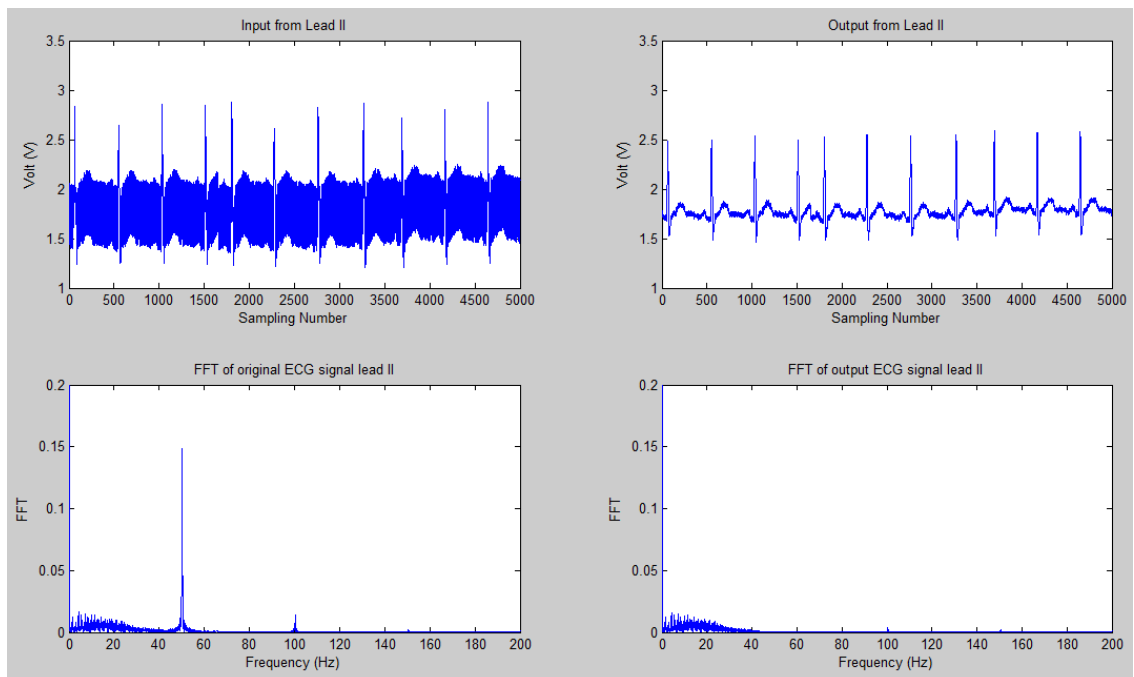 Input from Lead II
3.5
3
2.5
2
1.5
1
Volt (V)
0 500 1000 1500 2000 2500 3000 3500 4000 4500 5000
Sampling Number
Output from Lead II
3.5
3
2.5
2
1.5
1
Volt (V)
0 500 1000 1500 2000 2500 3000 3500 4000 4500 5000
Sampling Number
FFT of original ECG signal lead II
0.2
0.15
0.1
0.05
0
FFT
0 20 40 60 80 100 120 140 160 180 200
Frequency (Hz)
FFT of output ECG signal lead II
0.2
0.15
0.1
0.05
0
FFT
0 20 40 60 80 100 120 140 160 180 200
Frequency (Hz)